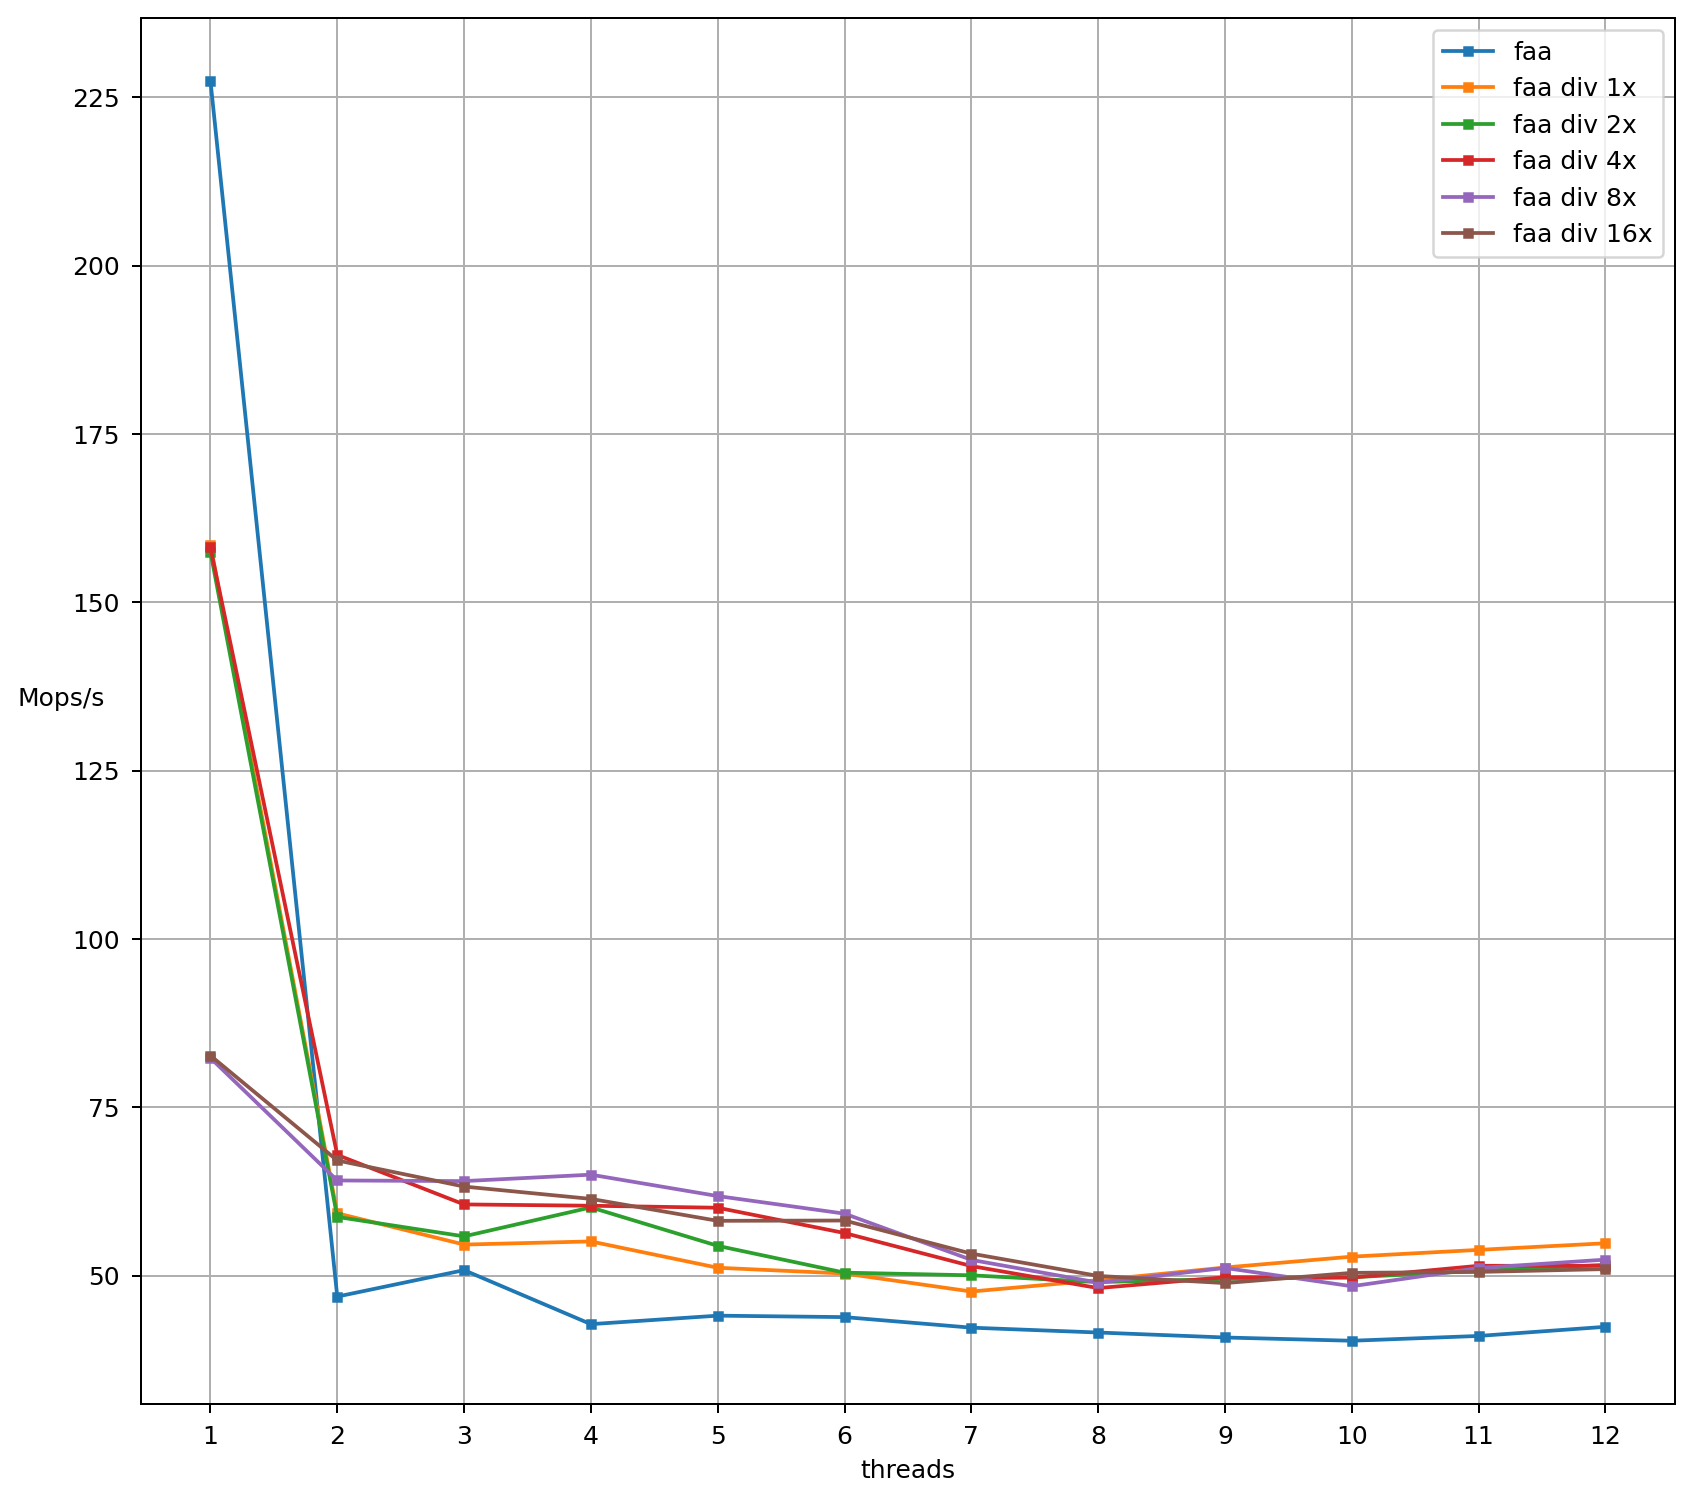 faa
faa div 1x
faa div 2x
faa div 4x
faa div 8x
faa div 16x
225
200
175
150
Mops/s
125
100
75
50
1 2 3 4 5 6 7 8 9 10 11 12
threads